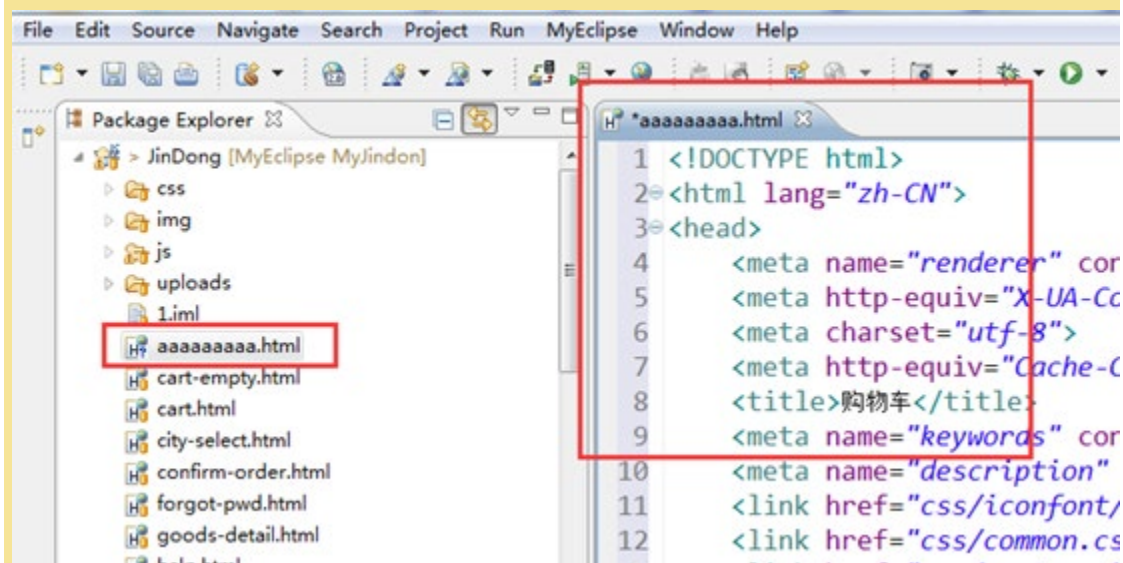 File Edit Source Navigate Search Project Run MyEclipse Window Help
Package Explorer
> JinDong [MyEclipse MyJindon]
css
img
js
uploads
1.iml
aaaaaaaaa.html
cart-empty.html
cart.html
city-select.html
confirm-order.html
forgot-pwd.html
goods-detail.html
*aaaaaaaaa.html
1 <!DOCTYPE html>
2 <html lang="zh-CN">
3 <head>
4 <meta name="renderer" con
5 <meta http-equiv="X-UA-Co
6 <meta charset="utf-8">
7 <meta http-equiv="Cache-C
8 <title>购物车</title>
9 <meta name="keywords" con
10 <meta name="description"
11 <link href="css/iconfont/
12 <link href="css/common.cs